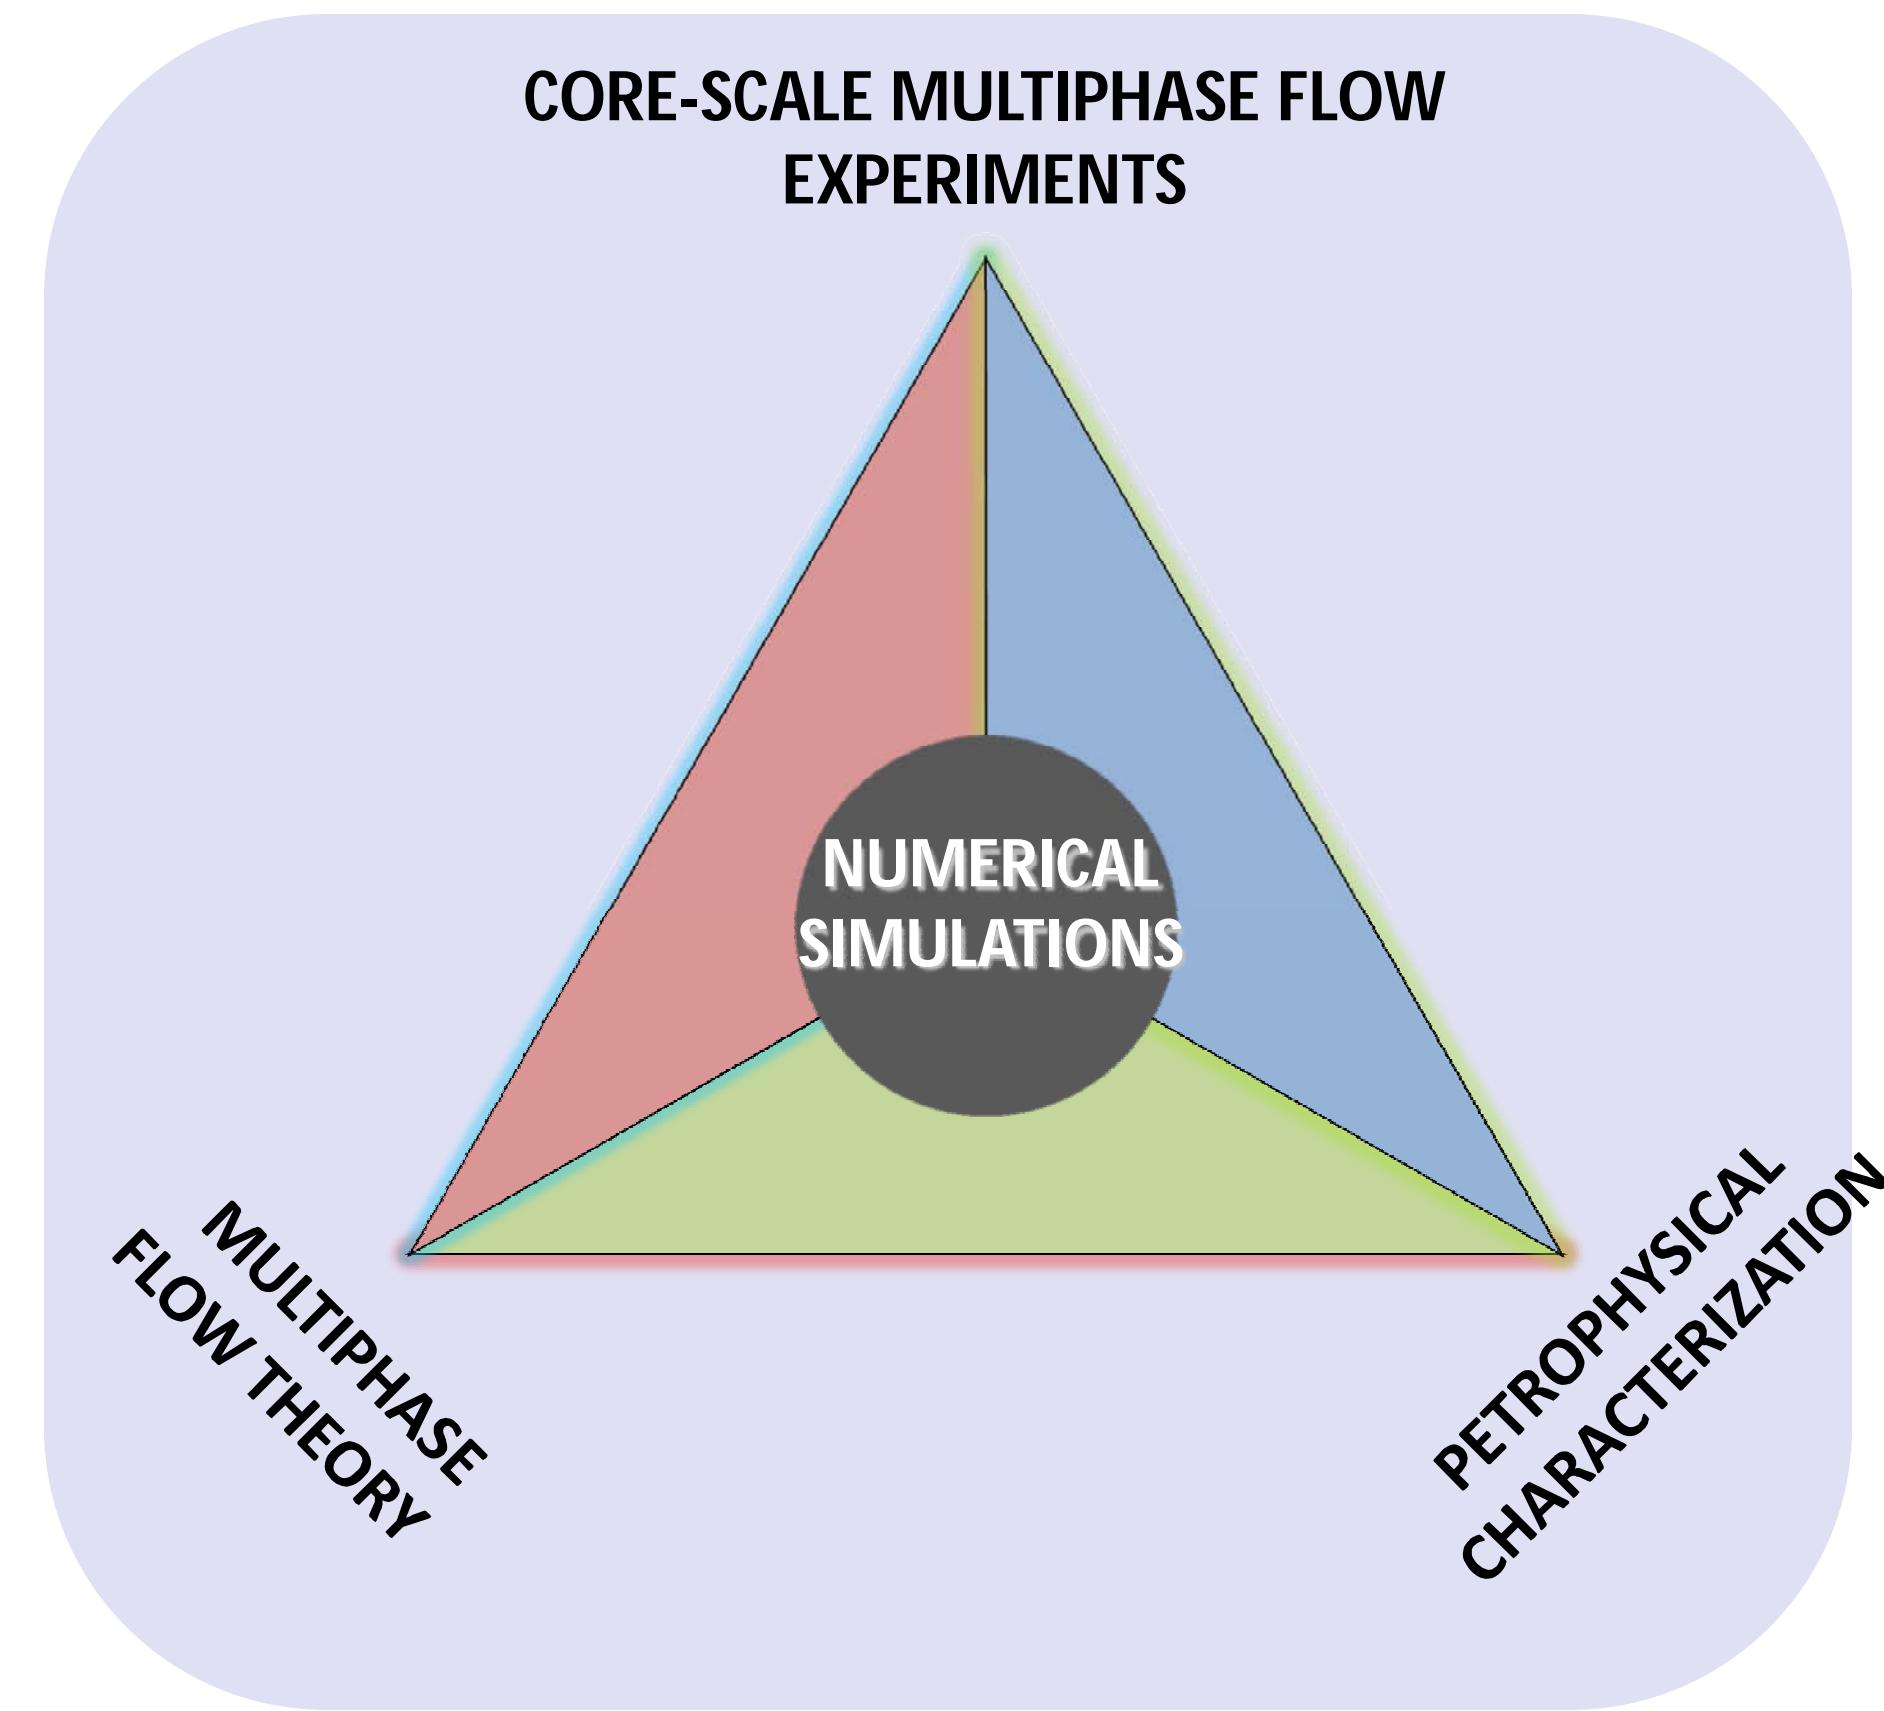 CORE-SCALE MULTIPHASE FLOW
EXPERIMENTS
NUMERICAL
SIMULATIONS
MULTIPHASE
FLOW THEORY
PETROPHYSICAL
CHARACTERIZATION